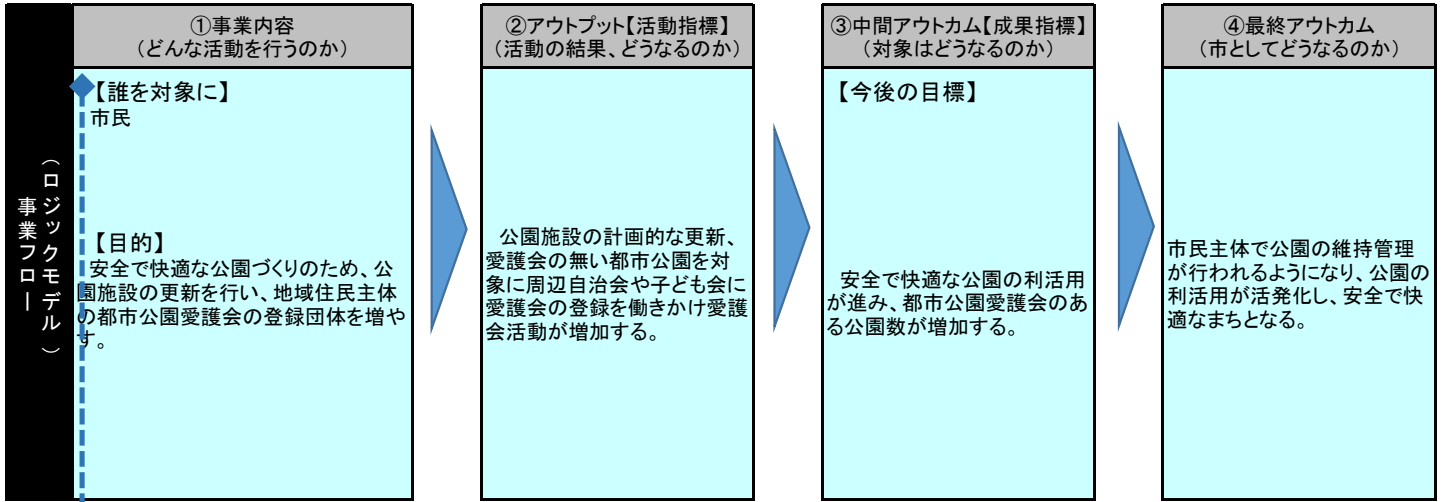 事業フロー
（ロジックモデル）
①事業内容
（どんな活動を行うのか）
【誰を対象に】
市民
【目的】
安全で快適な公園づくりのため、公
園施設の更新を行い、地域住民主体
の都市公園愛護会の登録団体を増や
す。
②アウトプット【活動指標】
（活動の結果、どうなるのか）
公園施設の計画的な更新、
愛護会の無い都市公園を対
象に周辺自治会や子ども会に
愛護会の登録を働きかけ愛護
会活動が増加する。
③中間アウトカム【成果指標】
（対象はどうなるのか）
【今後の目標】
安全で快適な公園の利活用
が進み、都市公園愛護会のあ
る公園数が増加する。
④最終アウトカム
（市としてどうなるのか）
市民主体で公園の維持管理
が行われるようになり、公園の
利活用が活発化し、安全で快
適なまちとなる。